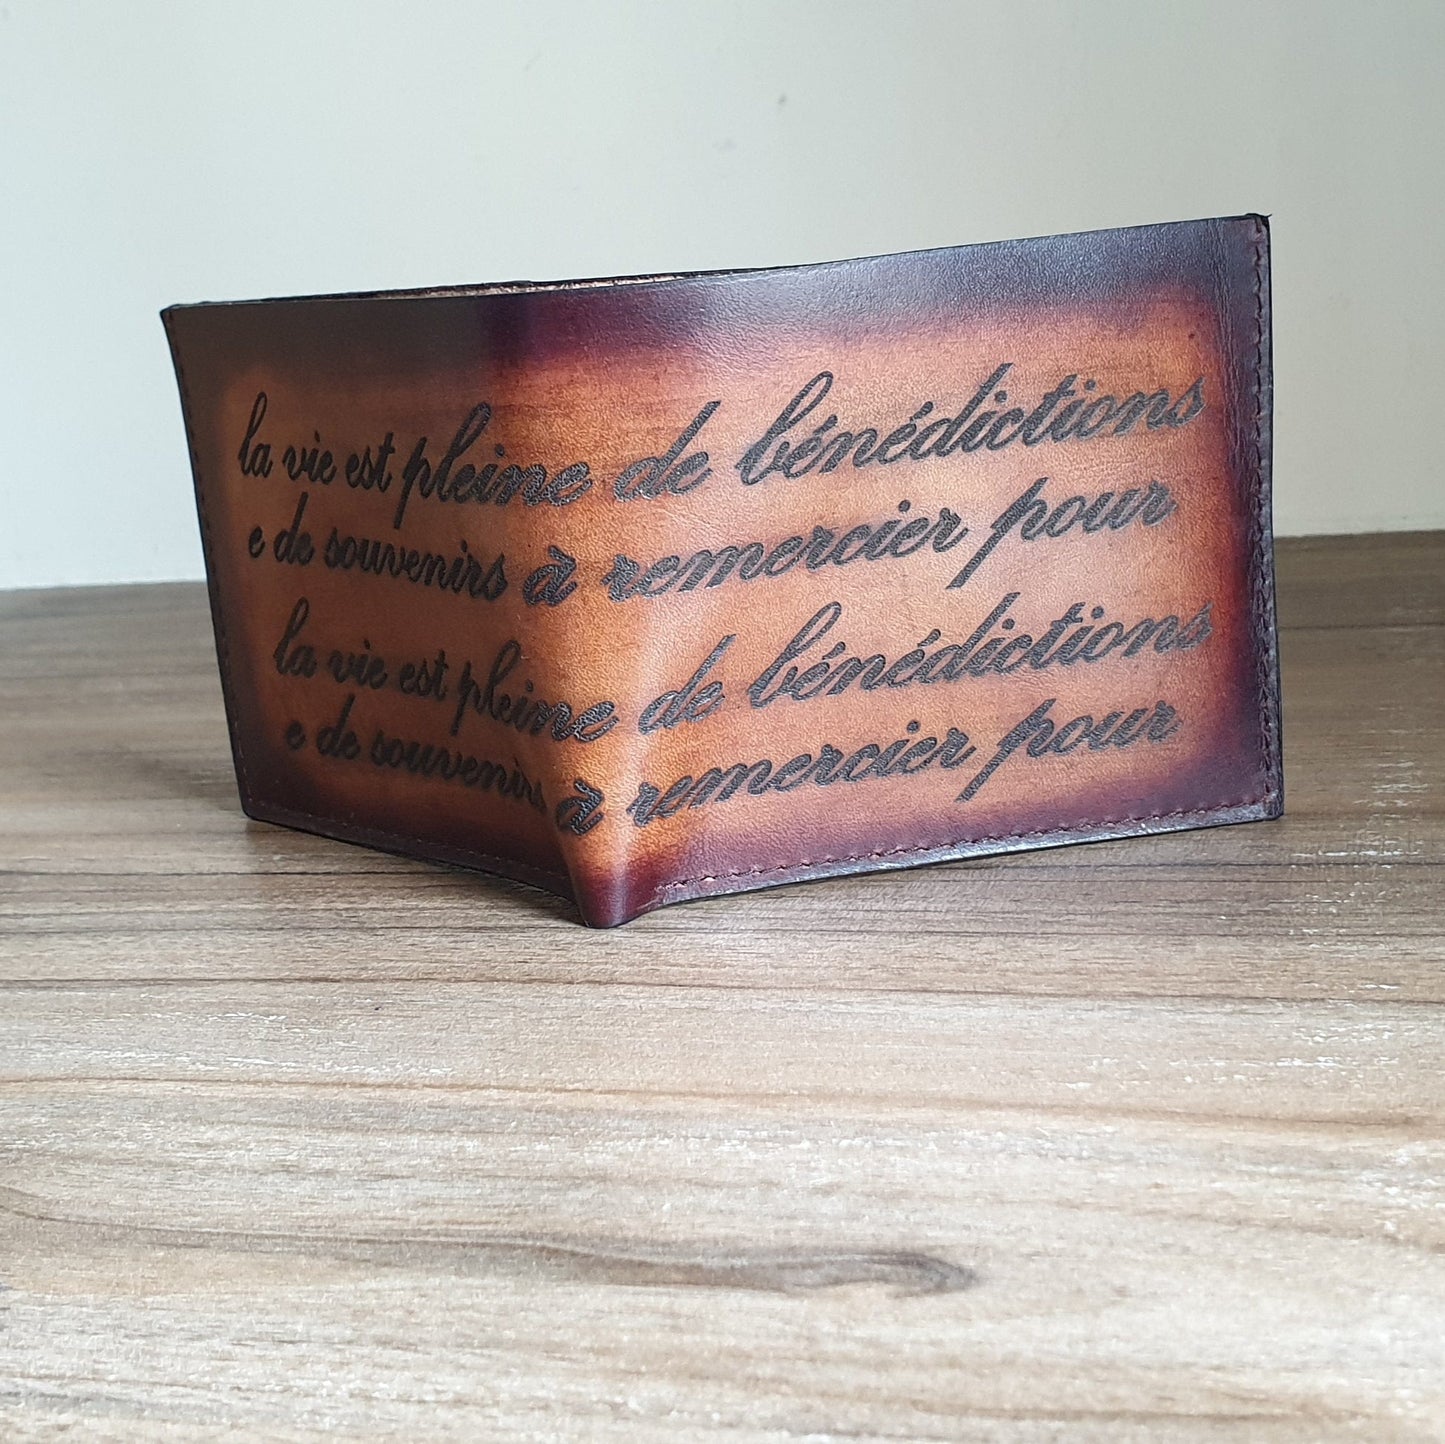 la vie est pleine de bénédictions
e de souvenirs à remercier pour
la vie est pleine de bénédictions
e de souvenirs à remercier pour